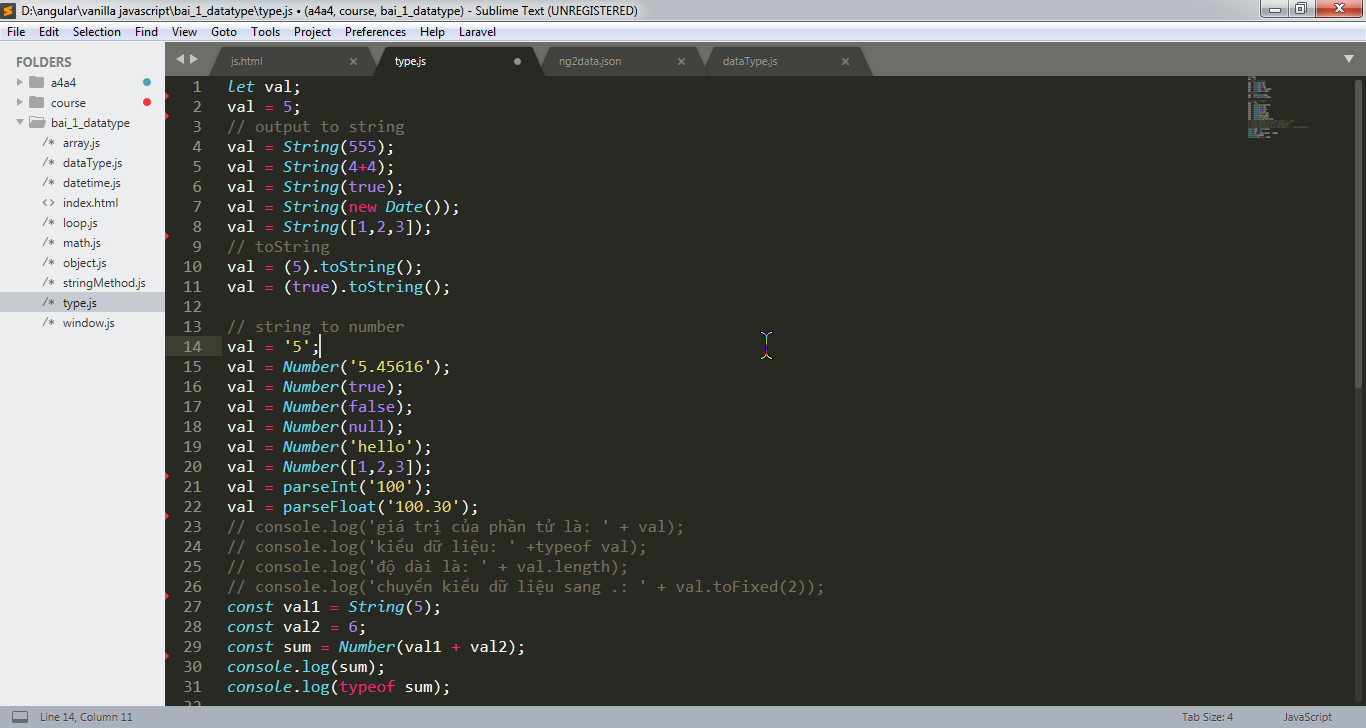 D:\angular\vanilla javascript\bai_1_datatype\type.js • (a4a4, course, bai_1_datatype) - Sublime Text (UNREGISTERED)
File Edit Selection Find View Goto Tools Project Preferences Help Laravel
FOLDERS
a4a4
course
bai_1_datatype
/* array.js
/* dataType.js
/* datetime.js
<> index.html
/* loop.js
/* math.js
/* object.js
/* stringMethod.js
/* type.js
/* window.js
js.html × type.js ng2data.json × dataType.js ×
1 let val;
2 val = 5;
3 // output to string
4 val = String(555);
5 val = String(4+4);
6 val = String(true);
7 val = String(new Date());
8 val = String([1,2,3]);
9 // toString
10 val = (5).toString();
11 val = (true).toString();
12
13 // string to number
14 val = '5';
15 val = Number('5.45616');
16 val = Number(true);
17 val = Number(false);
18 val = Number(null);
19 val = Number('hello');
20 val = Number([1,2,3]);
21 val = parseInt('100');
22 val = parseFloat('100.30');
23 // console.log('giá trị của phần tử là: ' + val);
24 // console.log('kiểu dữ liệu: ' +typeof val);
25 // console.log('độ dài là: ' + val.length);
26 // console.log('chuyển kiểu dữ liệu sang .: ' + val.toFixed(2));
27 const val1 = String(5);
28 const val2 = 6;
29 const sum = Number(val1 + val2);
30 console.log(sum);
31 console.log(typeof sum);
Line 14, Column 11
Tab Size: 4
JavaScript